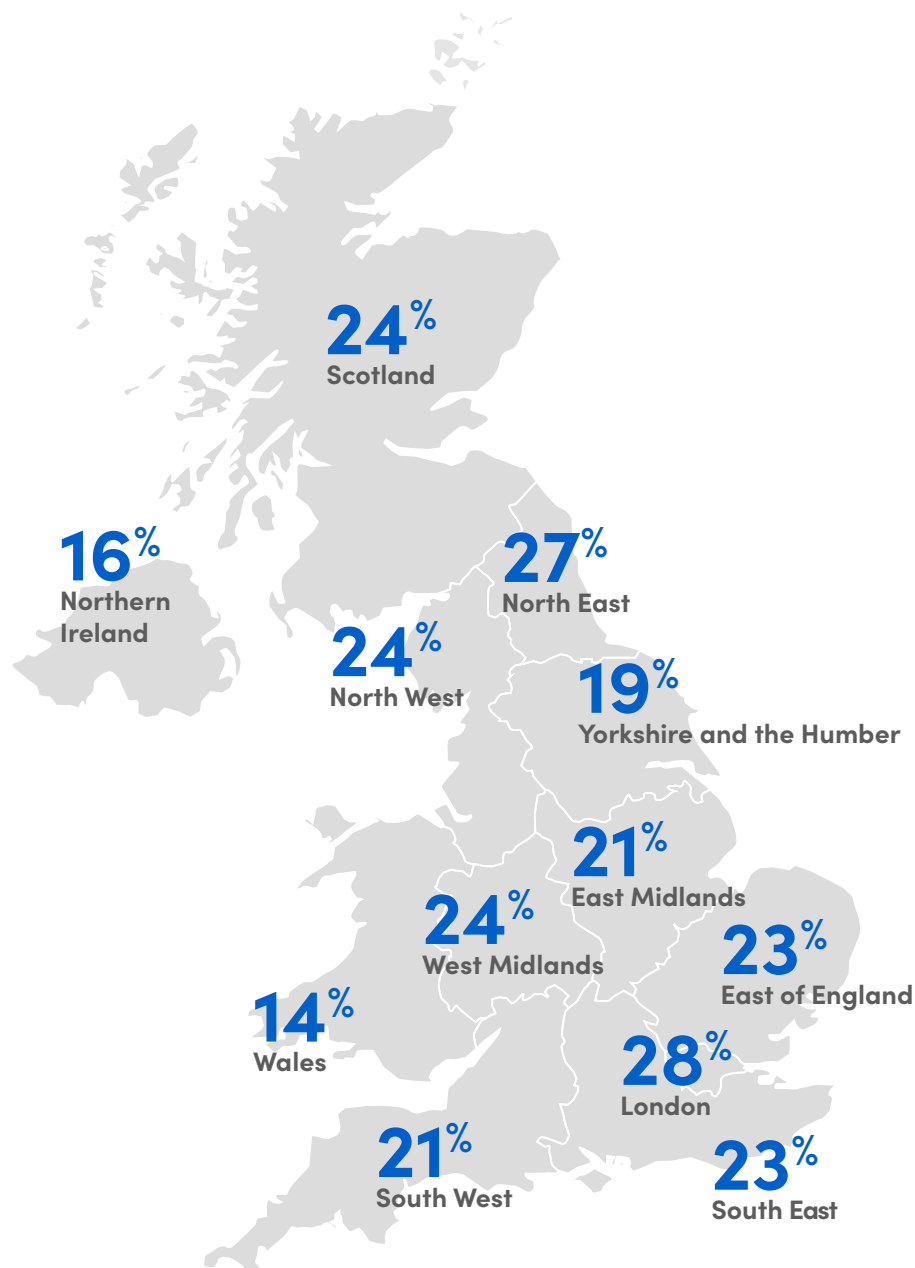 24%
Scotland
16%
Northern
Ireland
27%
North East
24%
North West
19%
Yorkshire and the Humber
21%
East Midlands
24%
West Midlands
23%
East of England
14%
Wales
28%
London
21%
South West
23%
South East